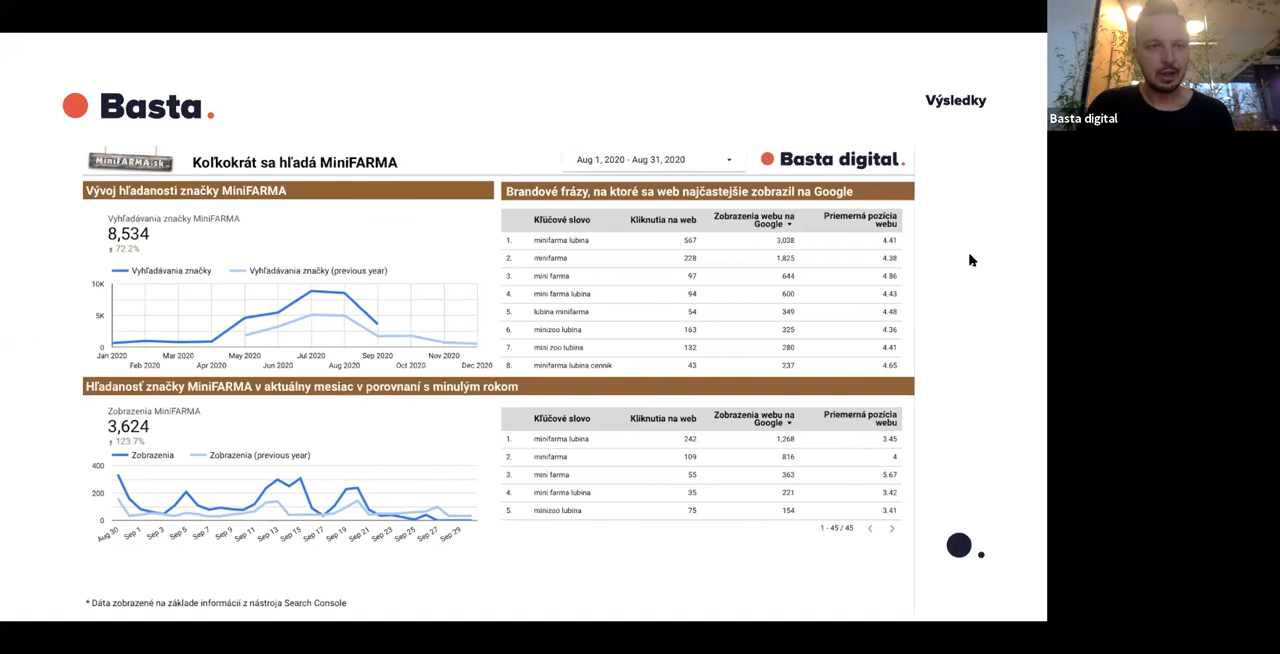 Basta.
Výsledky
Basta digital
MiniFARMA.sk
Koľkokrát sa hľadá MiniFARMA
Aug 1, 2020 - Aug 31, 2020
Basta digital.
Vývoj hľadanosti značky MiniFARMA
Vyhľadávania značky MiniFARMA
8,534
72.2%
Vyhľadávania značky
Vyhľadávania značky (previous year)
10K
5K
0
Jan 2020
Mar 2020
May 2020
Jul 2020
Sep 2020
Nov 2020
Feb 2020
Apr 2020
Jun 2020
Aug 2020
Oct 2020
Dec 2020
Brandové frázy, na ktoré sa web najčastejšie zobrazil na Google
Kľúčové slovo Kliknutia na web Zobrazenia webu na Google Priemerná pozícia webu
1. minifarma lubina 567 3,038 4.41
2. minifarma 228 1,825 4.38
3. mini farma 97 644 4.86
4. mini farma lubina 94 600 4.43
5. lubina minifarma 54 349 4.48
6. minizoo lubina 163 325 4.36
7. mini zoo lubina 132 280 4.41
8. minifarma lubina cennik 43 237 4.65
Hľadanosť značky MiniFARMA v aktuálny mesiac v porovnaní s minulým rokom
Zobrazenia MiniFARMA
3,624
123.7%
Zobrazenia
Zobrazenia (previous year)
400
200
0
Aug 30
Sep 1
Sep 3
Sep 5
Sep 7
Sep 9
Sep 11
Sep 13
Sep 15
Sep 17
Sep 19
Sep 21
Sep 23
Sep 25
Sep 27
Sep 29
Kľúčové slovo Kliknutia na web Zobrazenia webu na Google Priemerná pozícia webu
1. minifarma lubina 242 1,268 3.45
2. minifarma 109 816 4
3. mini farma 55 363 5.67
4. mini farma lubina 35 221 3.42
5. minizoo lubina 75 154 3.41
1 - 45 / 45
* Dáta zobrazené na základe informácií z nástroja Search Console